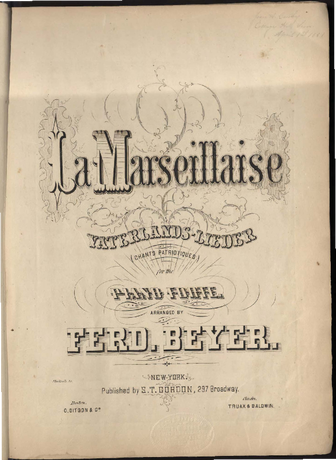 La Marseillaise
VATERLANDS-LIEDER
(CHANTS PATRIOTIQUES)
for the
PIANO FORTE.
ARRANGED BY
FERD. BEYER.
NEW-YORK.
Published by S.T. GORDON, 297 Broadway.
Boston.
O. DITSON & Co
TRUAX & BALDWIN.